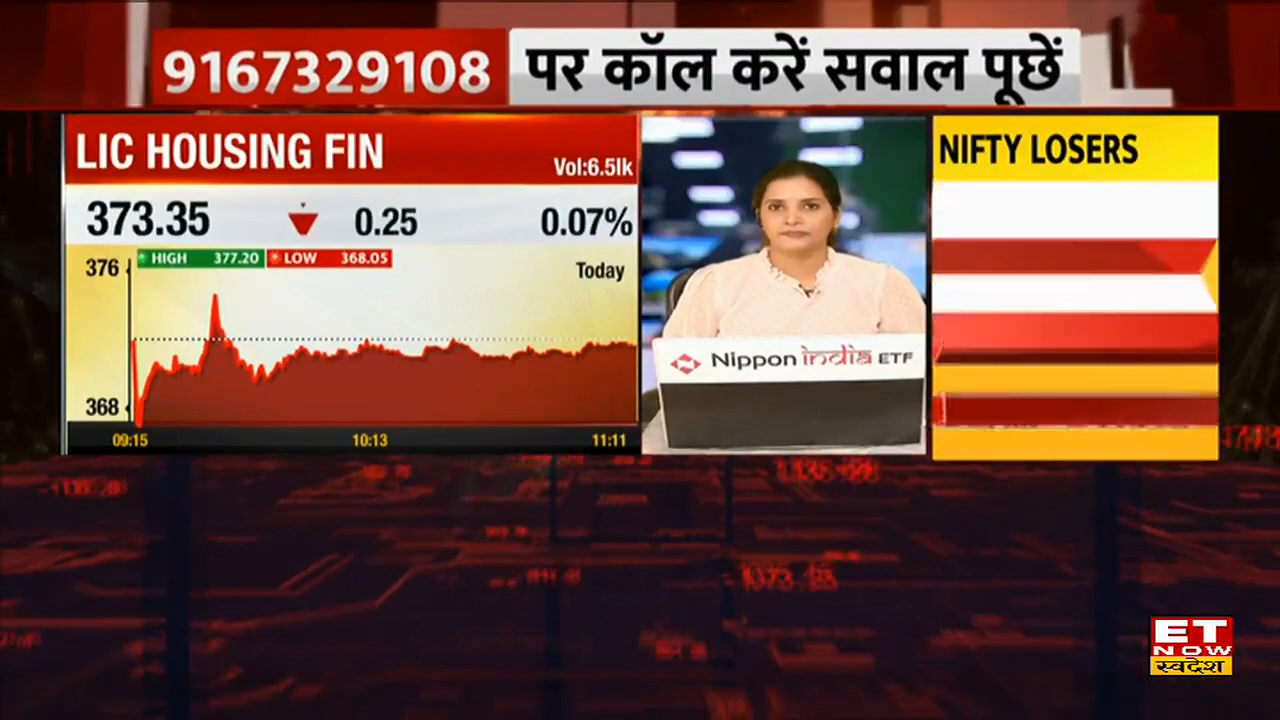 9167329108 पर कॉल करें सवाल पूछें
LIC HOUSING FIN
Vol:6.5lk
373.35 0.25 0.07%
HIGH 377.20 LOW 368.05
Today
376
368
09:15 10:13 11:11
Nippon india ETF
NIFTY LOSERS
ET
NOW
स्वदेश